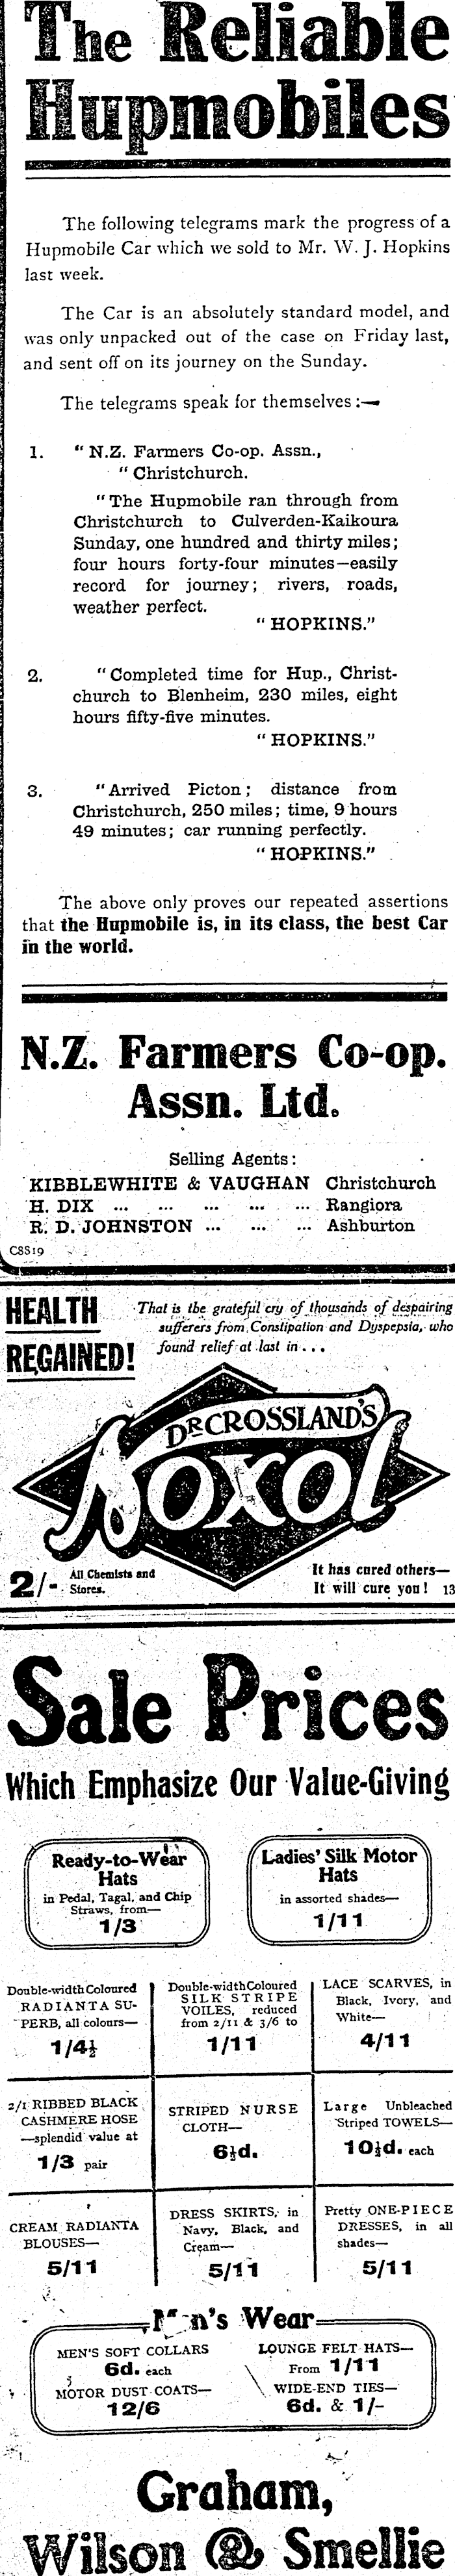 The Reliable
Hupmobiles
The following telegrams mark the progress of a
Hupmobile Car which we sold to Mr. W. J. Hopkins
last week.
The Car is an absolutely standard model, and
was only unpacked out of the case on Friday last,
and sent off on its journey on the Sunday.
The telegrams speak for themselves :—
1. "N.Z. Farmers Co-op. Assn.,
"Christchurch.
"The Hupmobile ran through from
Christchurch to Culverden-Kaikoura
Sunday, one hundred and thirty miles;
four hours forty-four minutes—easily
record for journey; rivers, roads,
weather perfect.
"HOPKINS."
2. "Completed time for Hup., Christ-
church to Blenheim, 230 miles, eight
hours fifty-five minutes.
"HOPKINS."
3. "Arrived Picton; distance from
Christchurch, 250 miles; time, 9 hours
49 minutes; car running perfectly.
"HOPKINS."
The above only proves our repeated assertions
that the Hupmobile is, in its class, the best Car
in the world.
N.Z. Farmers Co-op.
Assn. Ltd.
Selling Agents:
KIBBLEWHITE & VAUGHAN Christchurch
H. DIX ... ... ... ... ... Rangiora
R. D. JOHNSTON ... ... ... Ashburton
C8819
HEALTH
REGAINED!
That is the grateful cry of thousands of despairing
sufferers from Constipation and Dyspepsia, who
found relief at last in . . .
DR CROSSLAND'S
NOXOL
2/- All Chemists and
Stores.
It has cured others—
It will cure you! 13
Sale Prices
Which Emphasize Our Value-Giving
Ready-to-Wear
Hats
in Pedal, Tagal, and Chip
Straws, from—
1/3
Ladies' Silk Motor
Hats
in assorted shades—
1/11
Double-width Coloured
RADIANTA SU-
PERB, all colours—
1/4½
Double-width Coloured
SILK STRIPE
VOILES, reduced
from 2/11 & 3/6 to
1/11
LACE SCARVES, in
Black, Ivory, and
White—
4/11
2/1 RIBBED BLACK
CASHMERE HOSE
—splendid value at
1/3 pair
STRIPED NURSE
CLOTH—
6½d.
Large Unbleached
Striped TOWELS—
10½d. each
CREAM RADIANTA
BLOUSES—
5/11
DRESS SKIRTS, in
Navy, Black, and
Cream—
5/11
Pretty ONE-PIECE
DRESSES, in all
shades—
5/11
Men's Wear
MEN'S SOFT COLLARS
6d. each
MOTOR DUST COATS—
12/6
LOUNGE FELT HATS—
From 1/11
WIDE-END TIES—
6d. & 1/-
Graham,
Wilson & Smellie